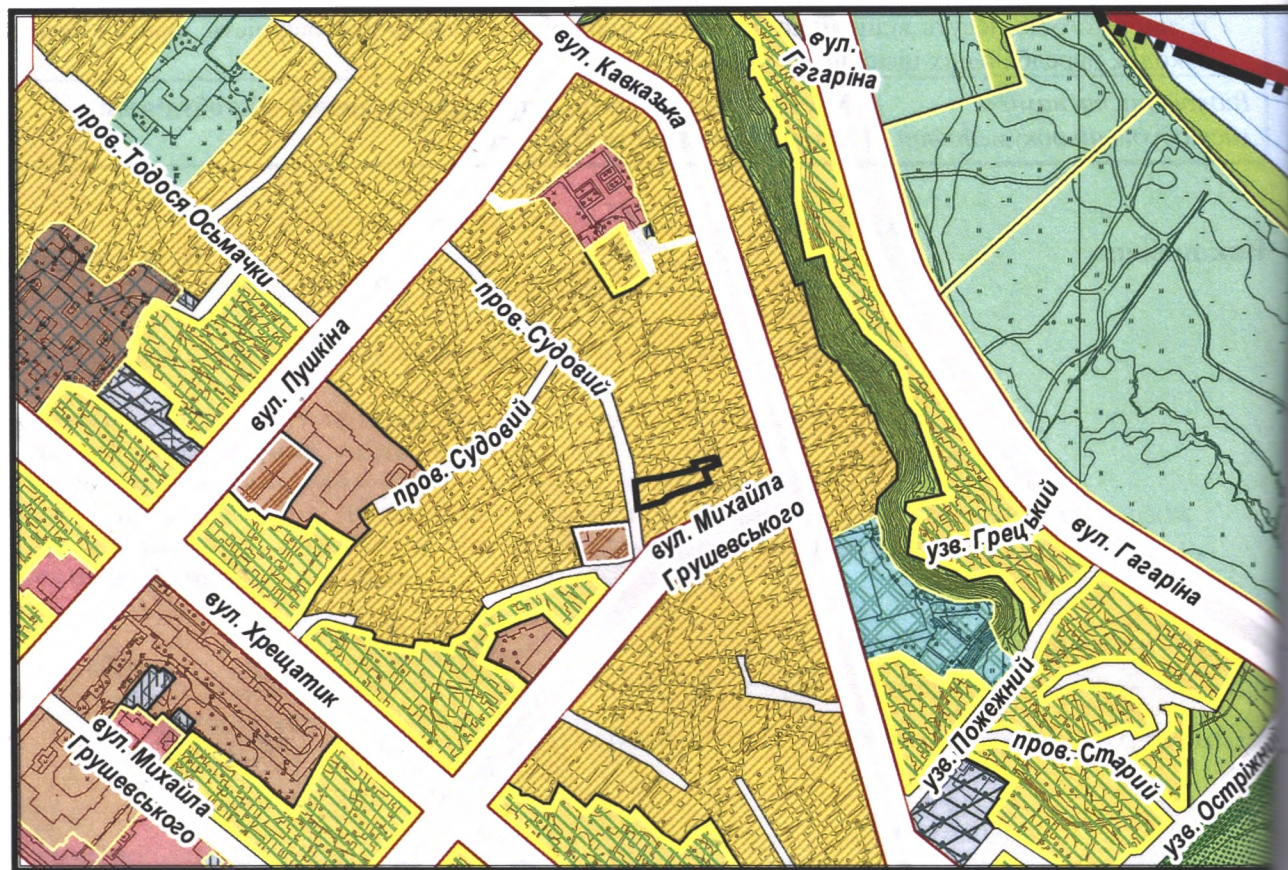 вул.
Гагаріна
вул. Кавказька
пров. Тодося Осьмачки
пров. Судовий
вул. Пушкіна
пров. Судовий
вул. Михайла
Грушевського
узв. Грецький
вул. Гагаріна
вул. Хрещатик
узв. Пожежний
пров. Старий
вул. Михайла
Грушевського
узв. Остріжний